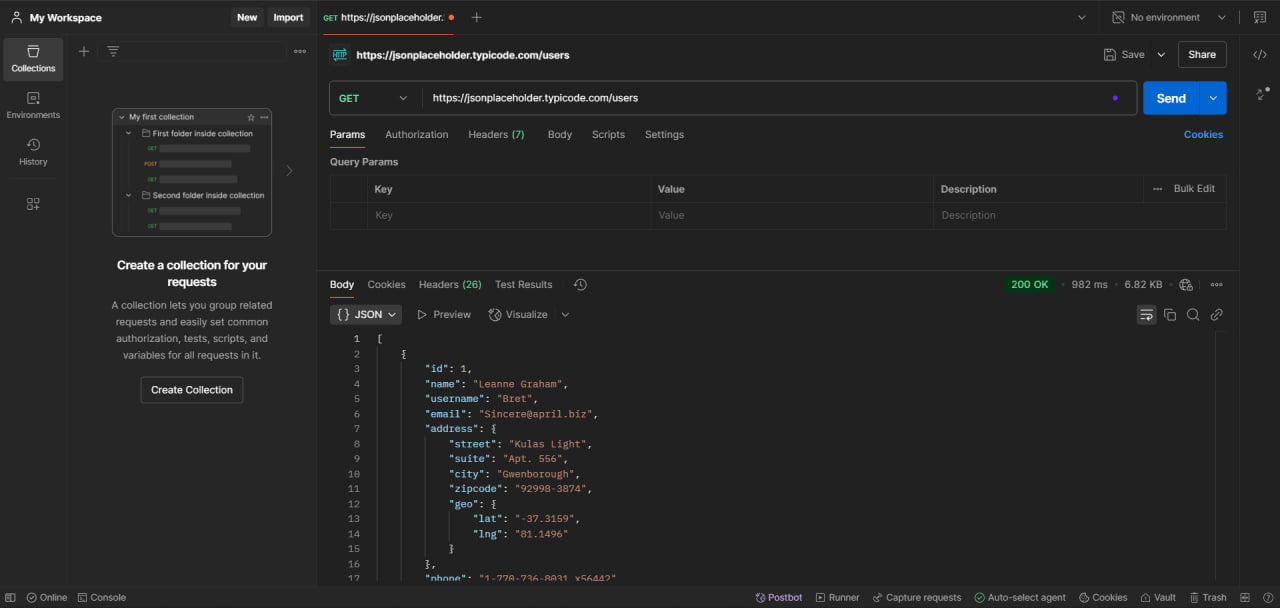 My Workspace
New
Import
GET https://jsonplaceholder.
No environment
Collections
Environments
History
My first collection
First folder inside collection
GET
POST
GET
Second folder inside collection
GET
GET
Create a collection for your
requests
A collection lets you group related
requests and easily set common
authorization, tests, scripts, and
variables for all requests in it.
Create Collection
HTTP https://jsonplaceholder.typicode.com/users
Save
Share
GET
https://jsonplaceholder.typicode.com/users
Send
Params Authorization Headers (7) Body Scripts Settings Cookies
Query Params
Key Value Description Bulk Edit
Key Value Description
Body Cookies Headers (26) Test Results
200 OK • 982 ms • 6.82 KB
{} JSON Preview Visualize
1 [
2 {
3 "id": 1,
4 "name": "Leanne Graham",
5 "username": "Bret",
6 "email": "Sincere@april.biz",
7 "address": {
8 "street": "Kulas Light",
9 "suite": "Apt. 556",
10 "city": "Gwenborough",
11 "zipcode": "92998-3874",
12 "geo": {
13 "lat": "-37.3159",
14 "lng": "81.1496"
15 }
16 },
17 "phone": "1-770-736-8031 x56442"
Online Console Postbot Runner Capture requests Auto-select agent Cookies Vault Trash